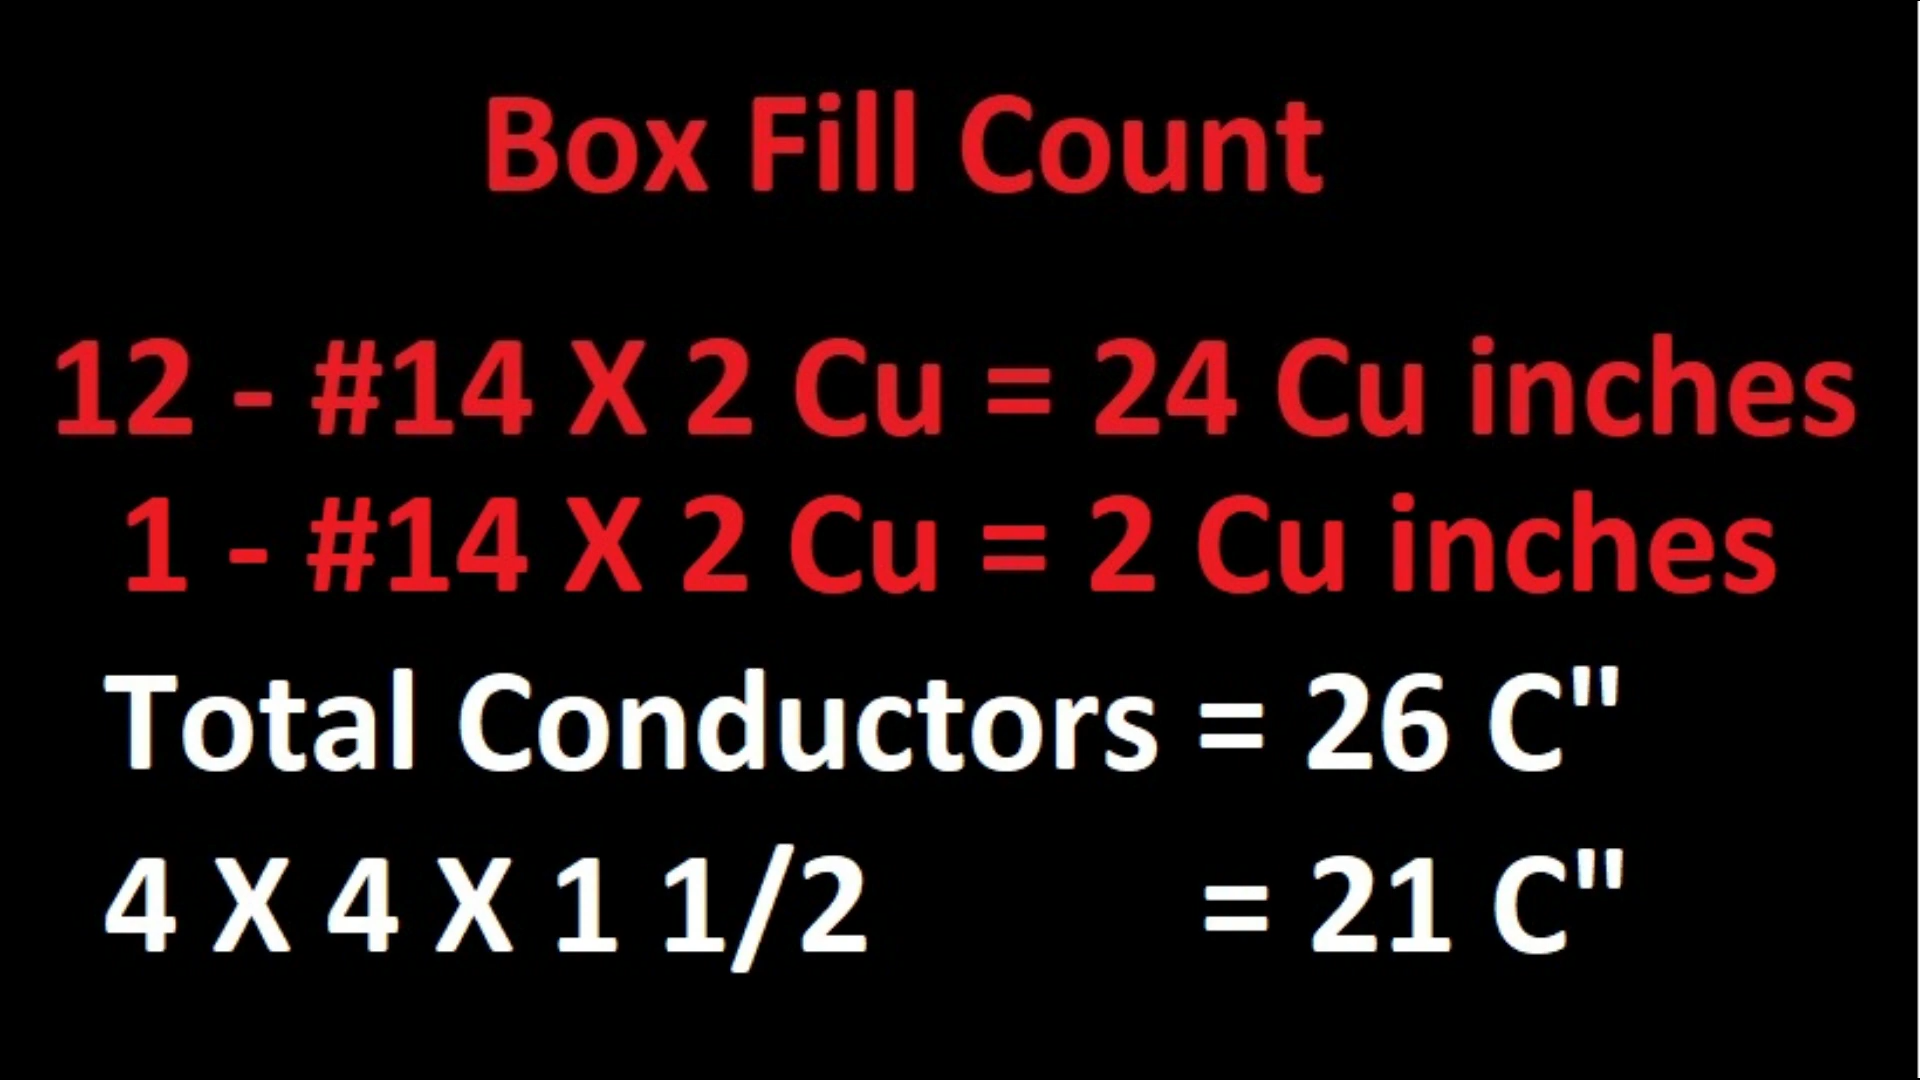 Box Fill Count
12 - #14 X 2 Cu = 24 Cu inches
1 - #14 X 2 Cu = 2 Cu inches
Total Conductors = 26 C"
4 X 4 X 1 1/2 = 21 C"